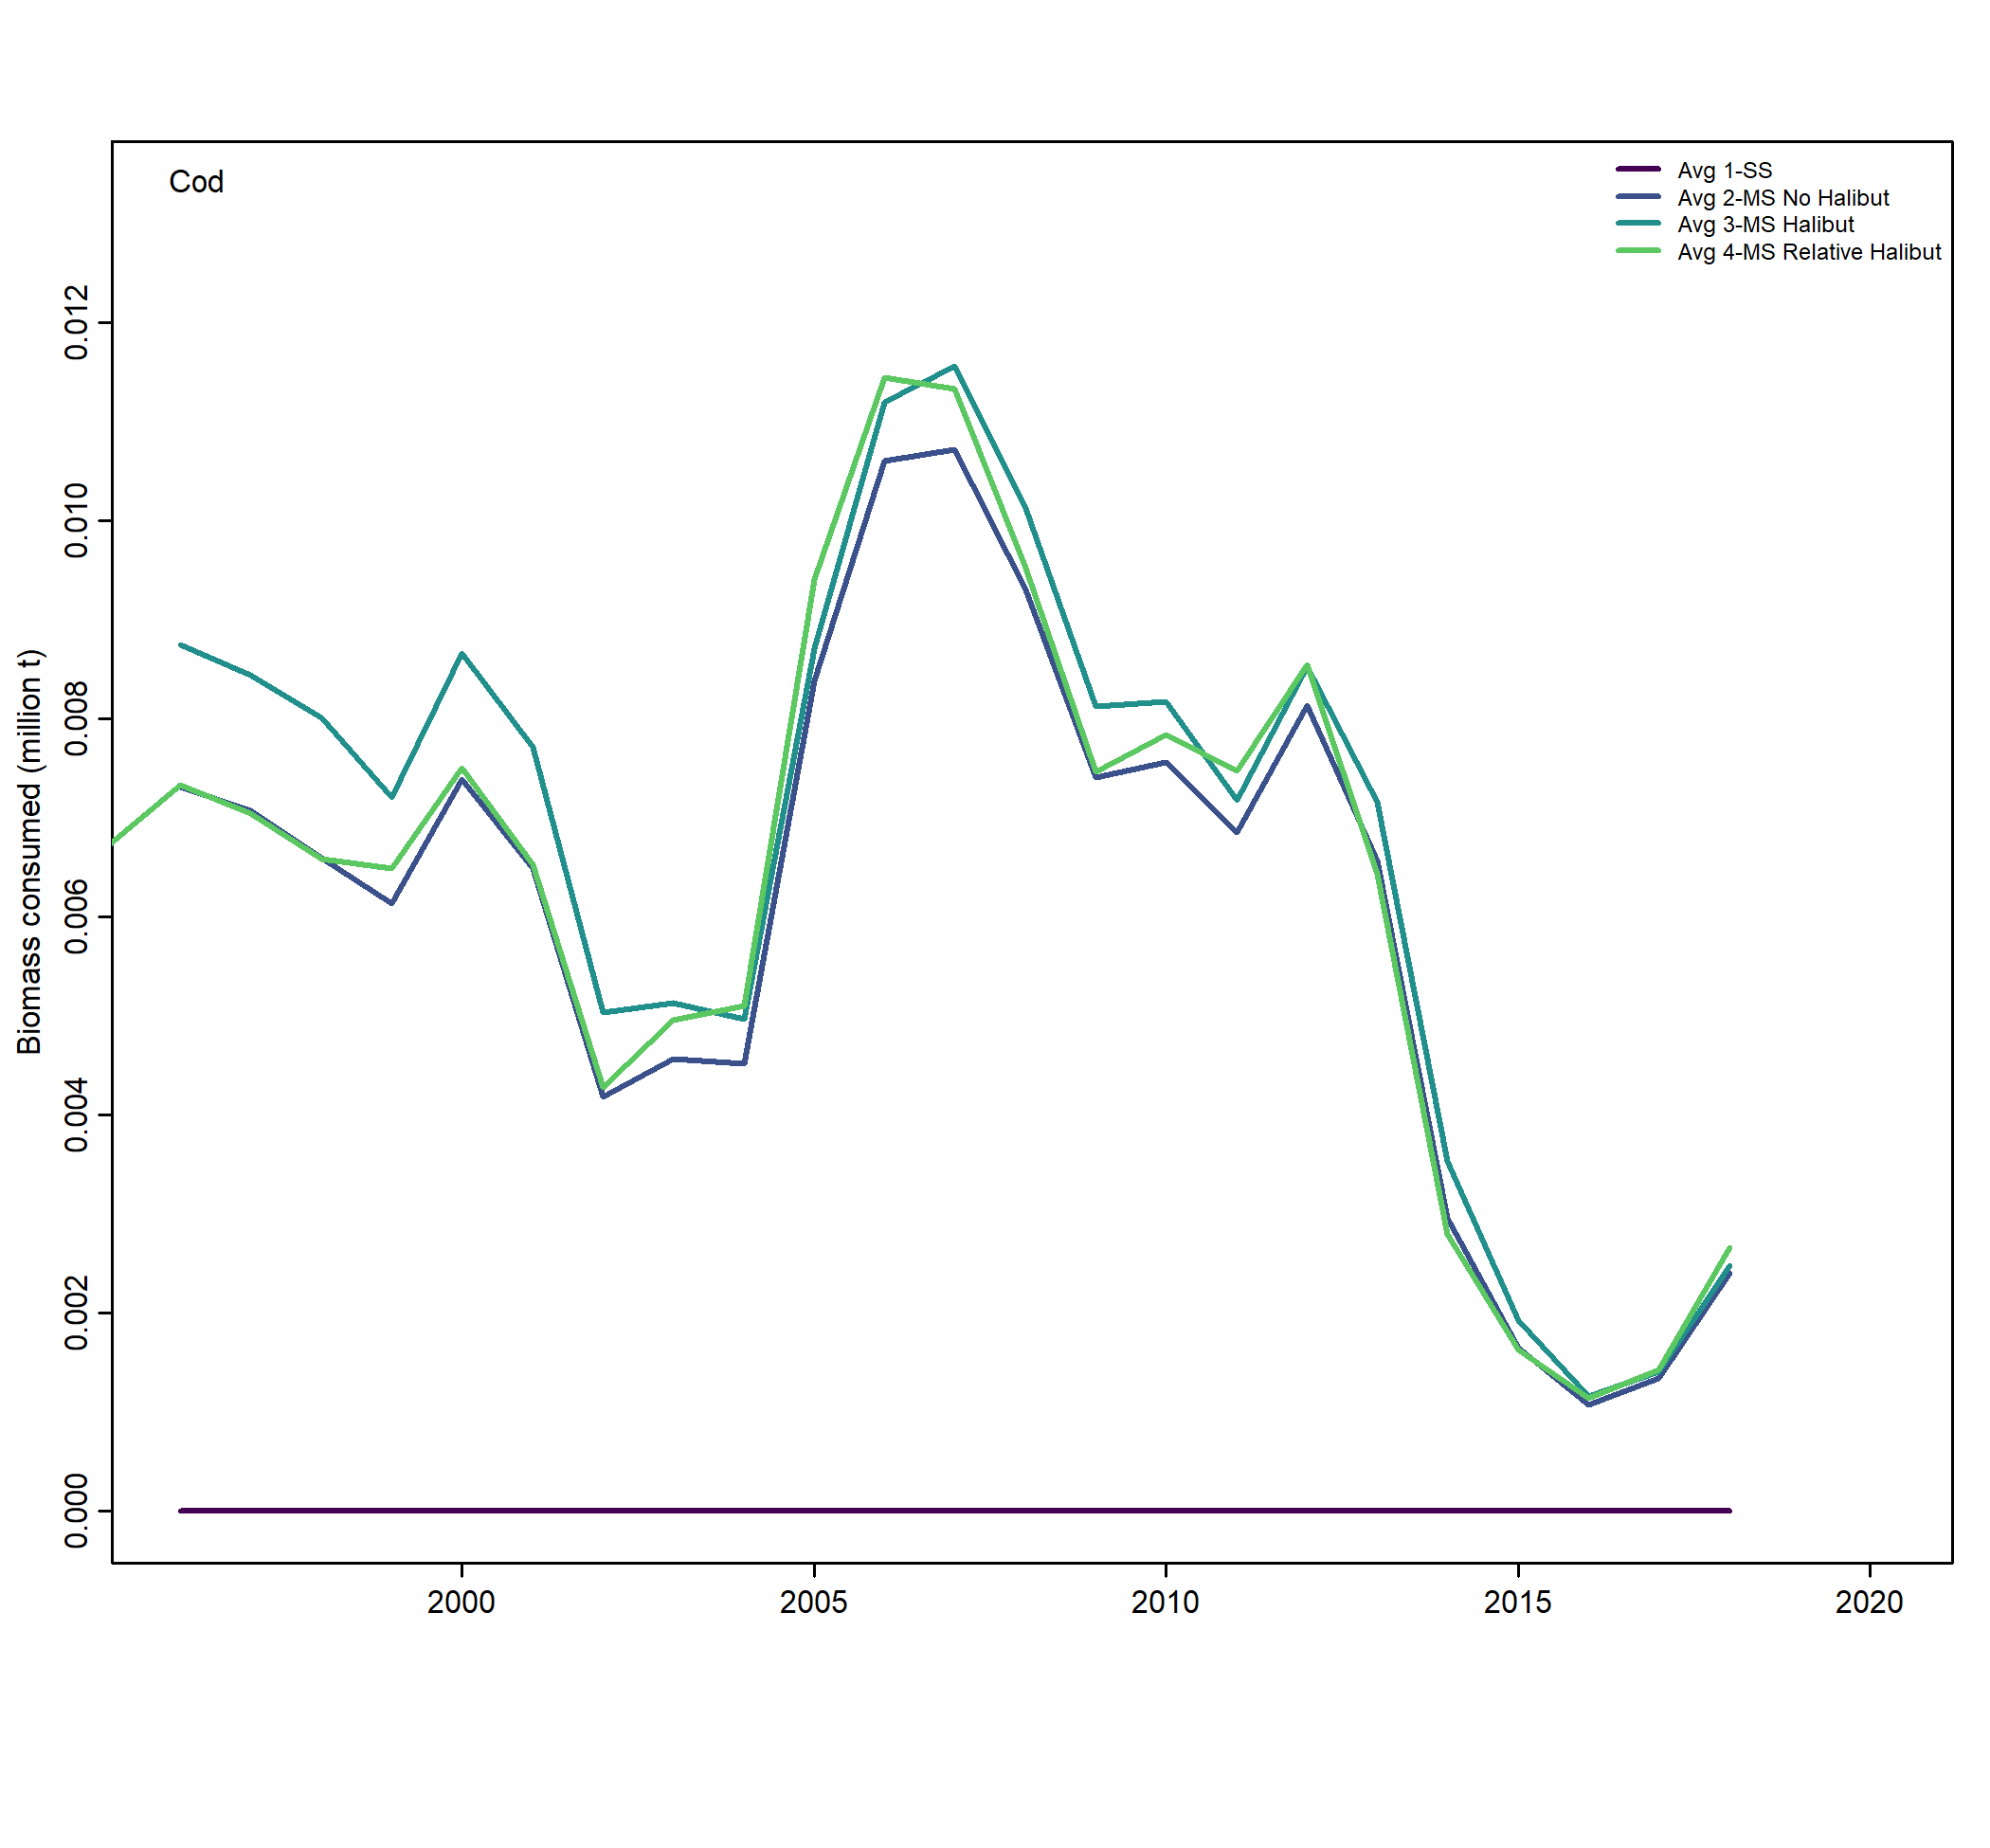 Cod
Avg 1-SS
Avg 2-MS No Halibut
Avg 3-MS Halibut
Avg 4-MS Relative Halibut
Biomass consumed (million t)
0.012
0.010
0.008
0.006
0.004
0.002
0.000
2000 2005 2010 2015 2020